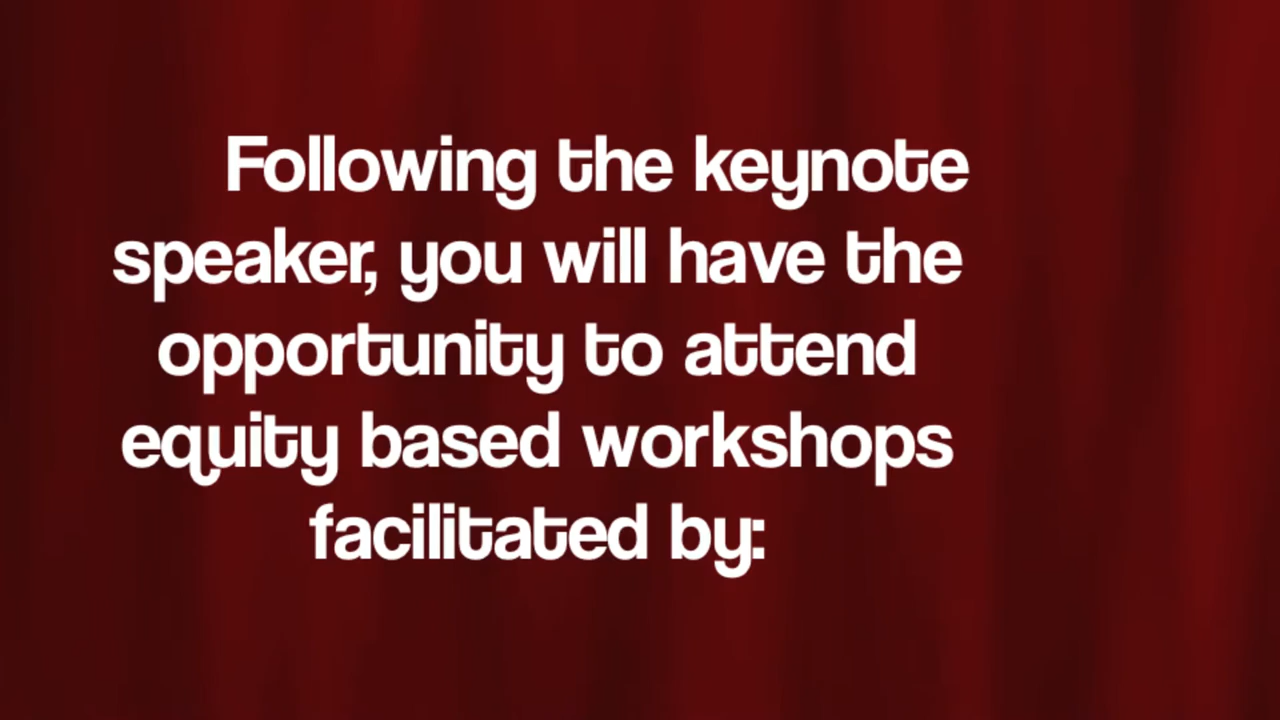 Following the keynote
speaker, you will have the
opportunity to attend
equity based workshops
facilitated by: